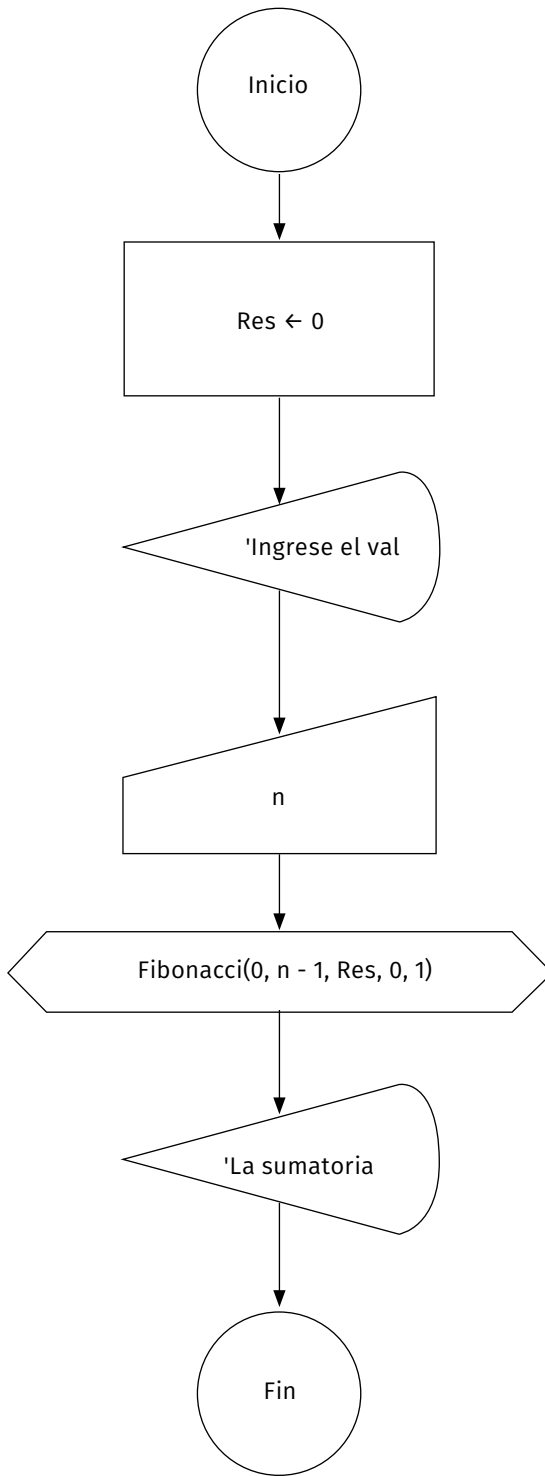 Inicio
Res ← 0
'Ingrese el val
n
Fibonacci(0, n - 1, Res, 0, 1)
'La sumatoria
Fin